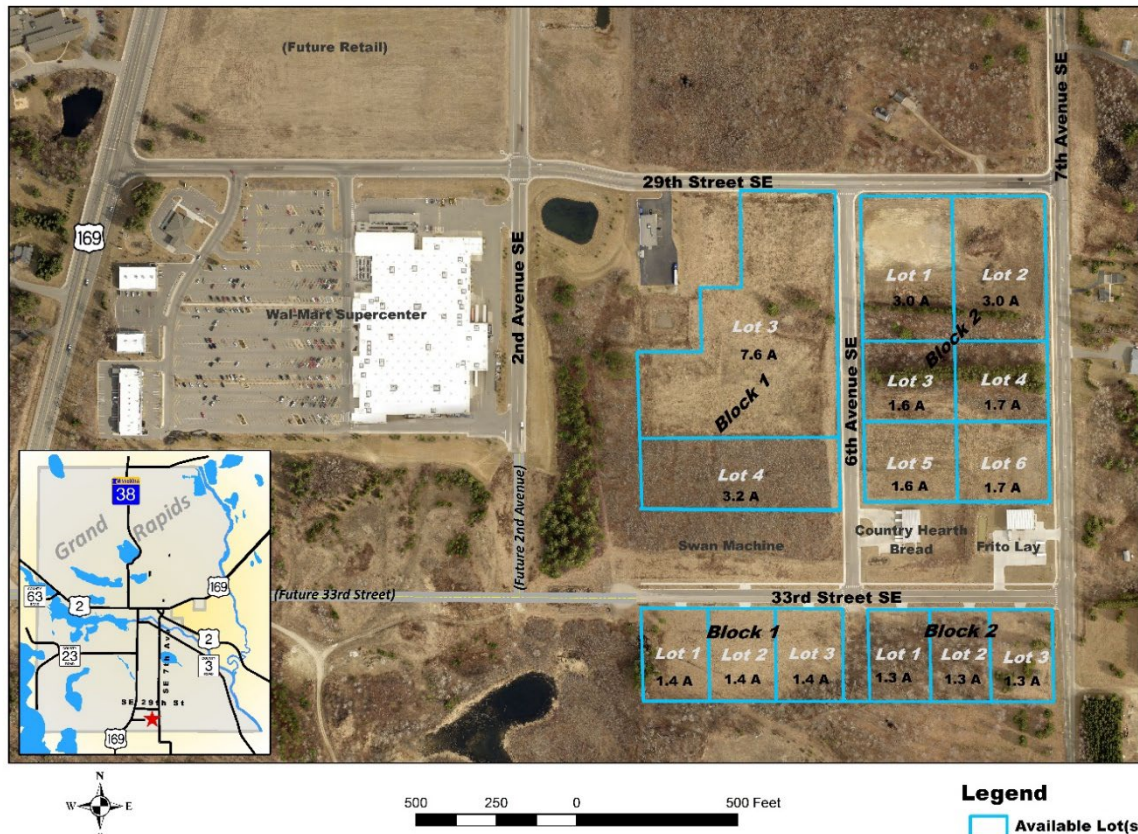 (Future Retail)
7th Avenue SE
29th Street SE
169
2nd Avenue SE
Wal-Mart Supercenter
Lot 3
7.6 A
Block 1
Lot 4
3.2 A
6th Avenue SE
Lot 1
3.0 A
Lot 2
3.0 A
Block 2
Lot 3
1.6 A
Lot 4
1.7 A
Lot 5
1.6 A
Lot 6
1.7 A
Swan Machine
Country Hearth
Bread
Frito Lay
(Future 2nd Avenue)
(Future 33rd Street)
33rd Street SE
Block 1
Lot 1
1.4 A
Lot 2
1.4 A
Lot 3
1.4 A
Block 2
Lot 1
1.3 A
Lot 2
1.3 A
Lot 3
1.3 A
38
Grand Rapids
63
2
169
23
2
3
SE 7th Av
SE 29th St
169
N
W
E
500 250 0 500 Feet
Legend
Available Lot(s